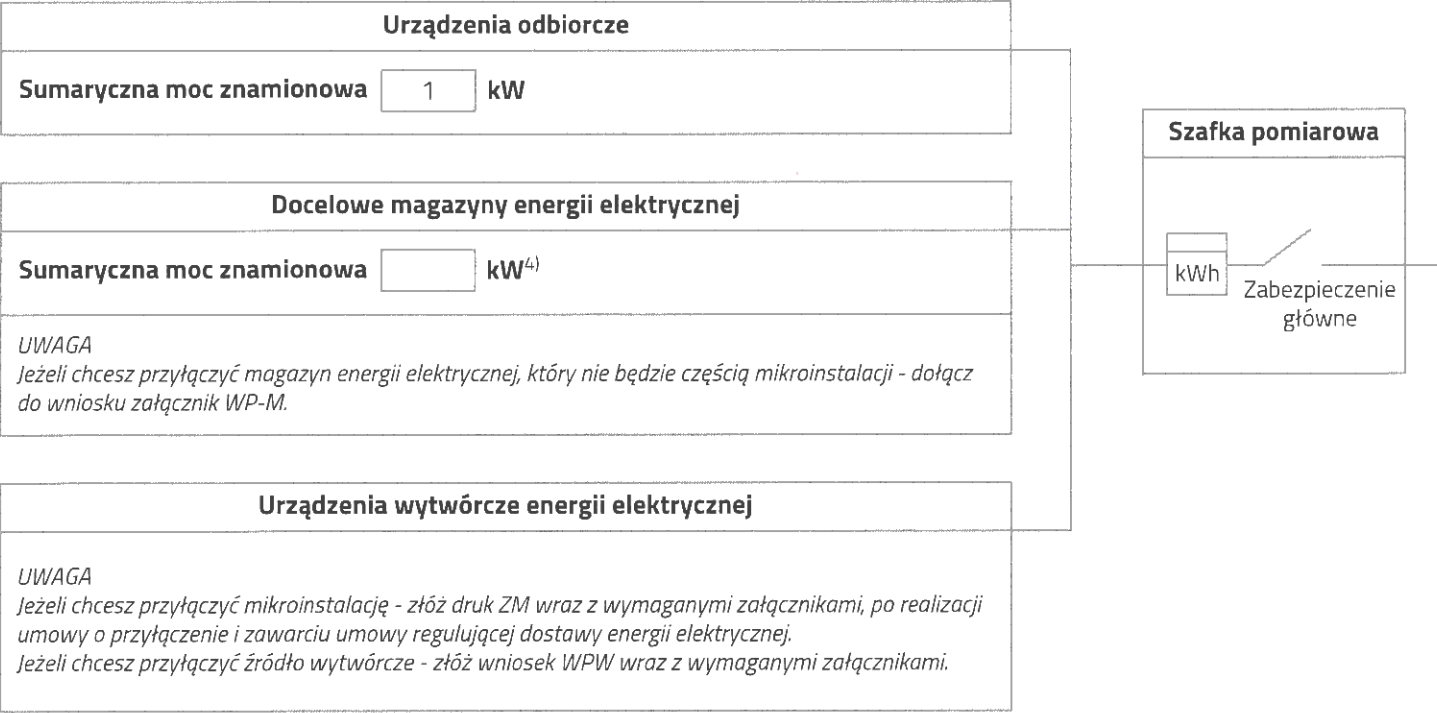 Urządzenia odbiorcze
Sumaryczna moc znamionowa 1 kW
Docelowe magazyny energii elektrycznej
Sumaryczna moc znamionowa kW4)
UWAGA
Jeżeli chcesz przyłączyć magazyn energii elektrycznej, który nie będzie częścią mikroinstalacji - dołącz
do wniosku załącznik WP-M.
Urządzenia wytwórcze energii elektrycznej
UWAGA
Jeżeli chcesz przyłączyć mikroinstalację - złóż druk ZM wraz z wymaganymi załącznikami, po realizacji
umowy o przyłączenie i zawarciu umowy regulującej dostawy energii elektrycznej.
Jeżeli chcesz przyłączyć źródło wytwórcze - złóż wniosek WPW wraz z wymaganymi załącznikami.
Szafka pomiarowa
kWh
Zabezpieczenie
główne